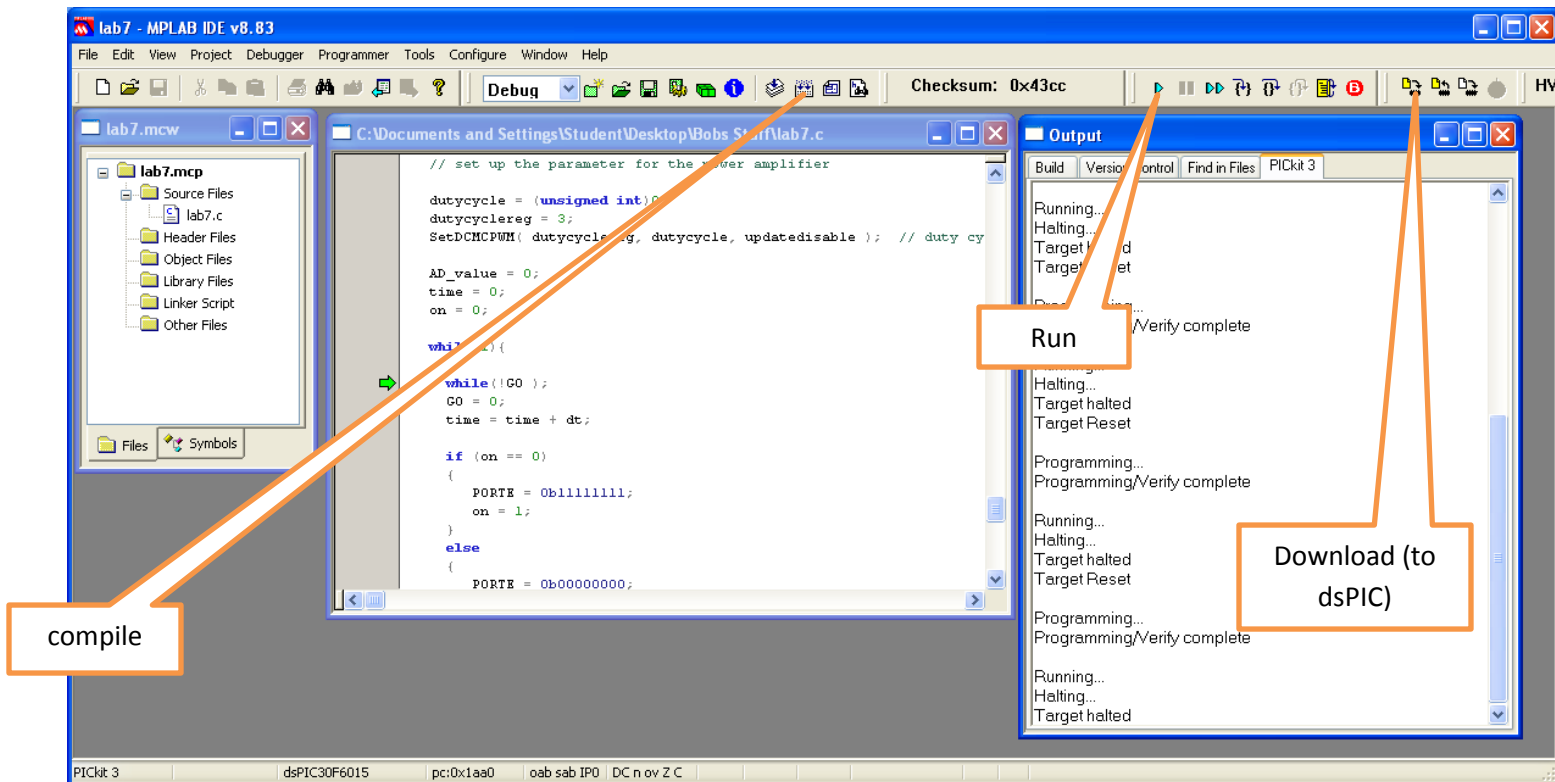 lab7 - MPLAB IDE v8.83
File Edit View Project Debugger Programmer Tools Configure Window Help
Debug
Checksum: 0x43cc
HV
lab7.mcw
lab7.mcp
Source Files
lab7.c
Header Files
Object Files
Library Files
Linker Script
Other Files
Files Symbols
C:\Documents and Settings\Student\Desktop\Bobs Stuff\lab7.c
// set up the parameter for the power amplifier
dutycycle = (unsigned int)
dutycyclereg = 3;
SetDCMCPWM( dutycyclereg, dutycycle, updatedisable ); // duty cy
AD_value = 0;
time = 0;
on = 0;
while
while(!GO );
GO = 0;
time = time + dt;
if (on == 0)
{
PORTE = 0b11111111;
on = 1;
}
else
{
PORTE = 0b00000000;
Output
Build Version Control Find in Files PICkit 3
Running...
Halting...
Target halted
Target Reset
Programming...
/Verify complete
Running...
Halting...
Target halted
Target Reset
Programming...
Programming/Verify complete
Running...
Halting...
Target halted
Target Reset
Programming...
Programming/Verify complete
Running...
Halting...
Target halted
Run
Download (to
dsPIC)
compile
PICkit 3 dsPIC30F6015 pc:0x1aa0 oab sab IP0 DC n ov Z C